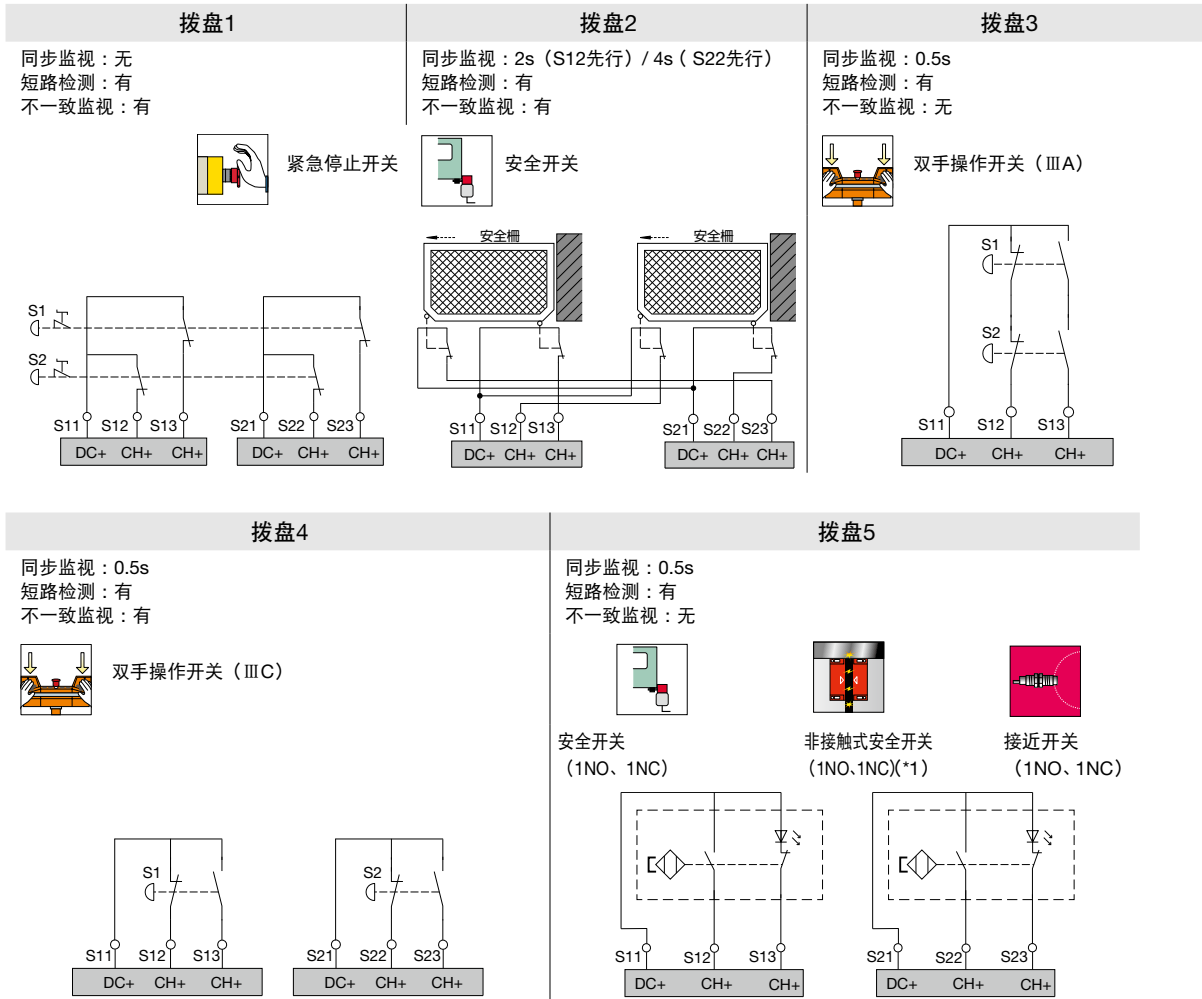 拨盘1
同步监视：无
短路检测：有
不一致监视：有
紧急停止开关
S1
S2
S11 S12 S13 S21 S22 S23
DC+ CH+ CH+ DC+ CH+ CH+
拨盘2
同步监视：2s（S12先行）/ 4s（ S22先行）
短路检测：有
不一致监视：有
安全开关
安全栅 安全栅
S11 S12 S13 S21 S22 S23
DC+ CH+ CH+ DC+ CH+ CH+
拨盘3
同步监视：0.5s
短路检测：有
不一致监视：无
双手操作开关（ⅢA）
S1
S2
S11 S12 S13
DC+ CH+ CH+
拨盘4
同步监视：0.5s
短路检测：有
不一致监视：有
双手操作开关（ⅢC）
S1 S2
S11 S12 S13 S21 S22 S23
DC+ CH+ CH+ DC+ CH+ CH+
拨盘5
同步监视：0.5s
短路检测：有
不一致监视：无
安全开关
（1NO、1NC）
非接触式安全开关
(1NO、1NC)(*1)
接近开关
（1NO、1NC）
S11 S12 S13 S21 S22 S23
DC+ CH+ CH+ DC+ CH+ CH+